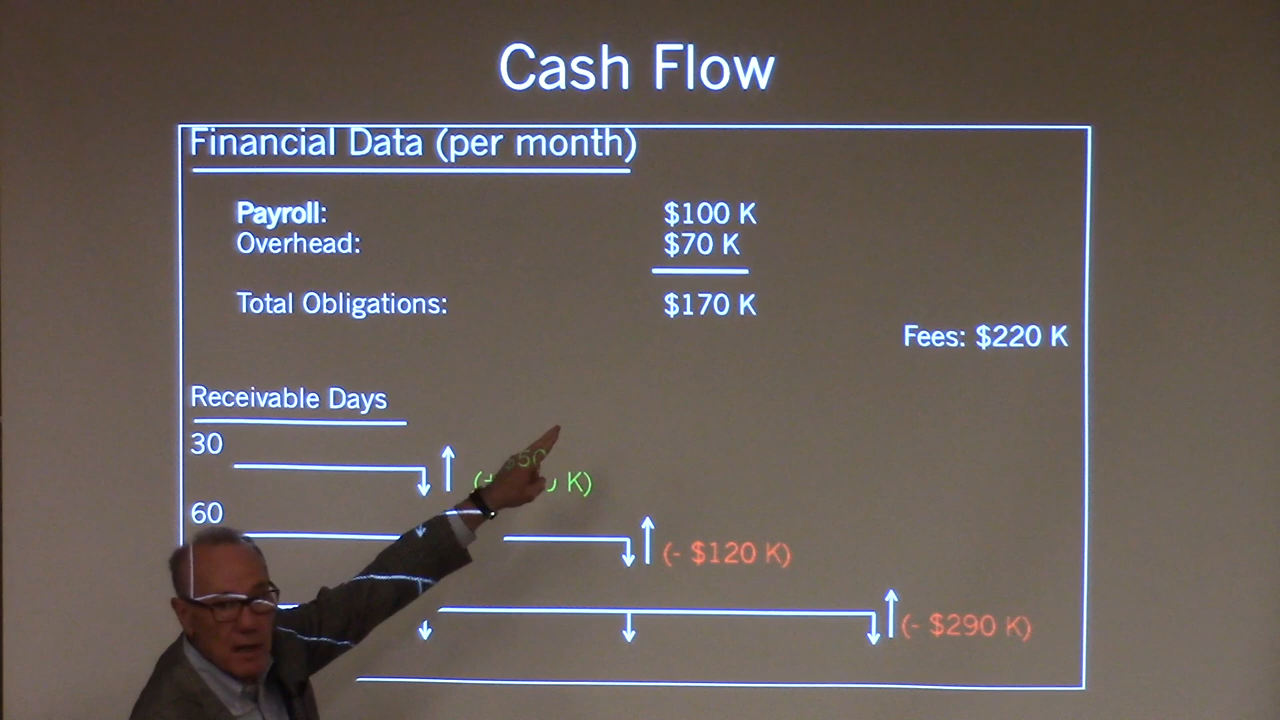 Cash Flow
Financial Data (per month)
Payroll: $100 K
Overhead: $70 K
Total Obligations: $170 K
Fees: $220 K
Receivable Days
30
K)
60
(- $120 K)
(- $290 K)